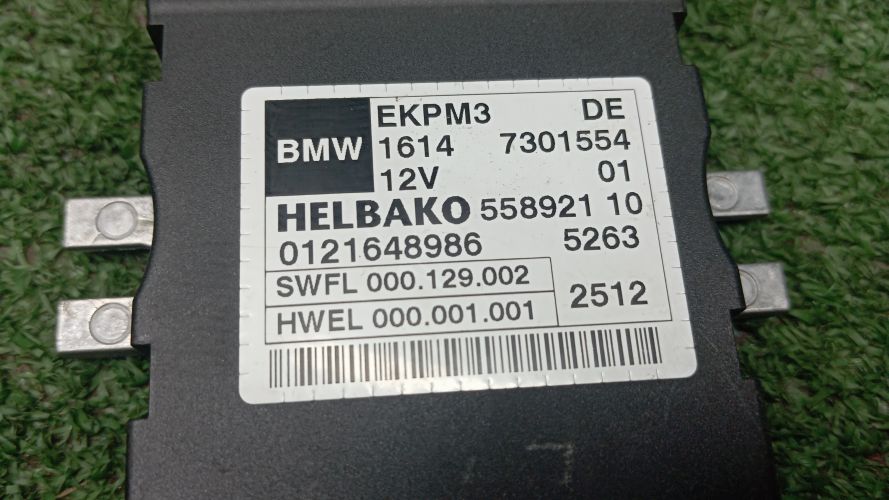 BMW EKPM3 DE
1614 7301554
12V 01
HELBAKO 558921 10
0121648986 5263
SWFL 000.129.002
HWEL 000.001.001 2512